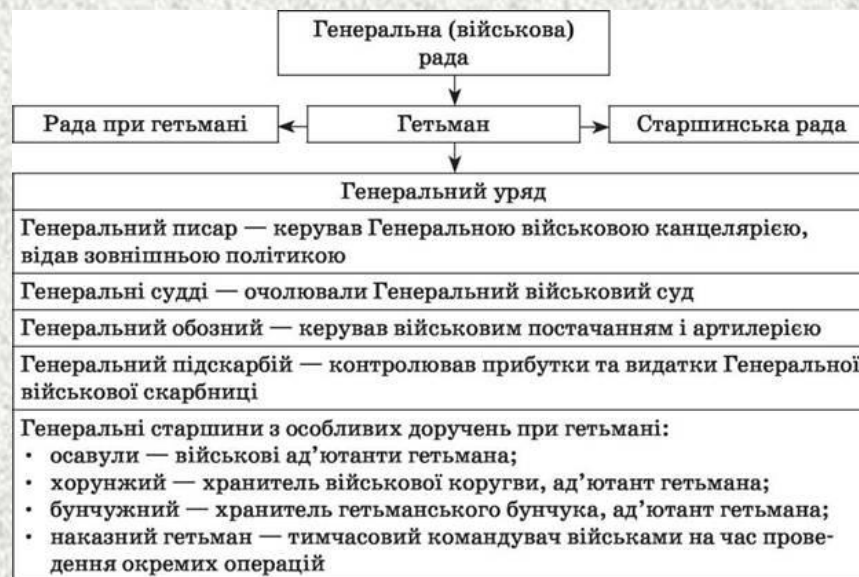 Генеральна (військова)
рада
Рада при гетьмані
Гетьман
Старшинська рада
Генеральний уряд
Генеральний писар — керував Генеральною військовою канцелярією,
відав зовнішньою політикою
Генеральні судді — очолювали Генеральний військовий суд
Генеральний обозний — керував військовим постачанням і артилерією
Генеральний підскарбій — контролював прибутки та видатки Генеральної
військової скарбниці
Генеральні старшини з особливих доручень при гетьмані:
• осавули — військові ад’ютанти гетьмана;
• хорунжий — хранитель військової коругви, ад’ютант гетьмана;
• бунчужний — хранитель гетьманського бунчука, ад’ютант гетьмана;
• наказний гетьман — тимчасовий командувач військами на час прове-
дення окремих операцій